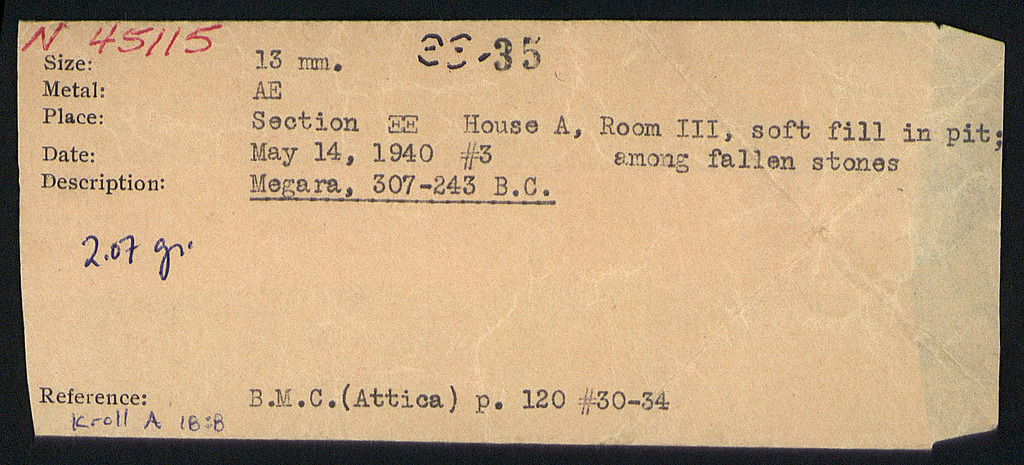 N 45115
ΕΕ-35
Size: 13 mm.
Metal: AE
Place: Section ΕΕ House A, Room III, soft fill in pit;
among fallen stones
Date: May 14, 1940 #3
Description: Megara, 307-243 B.C.
2.07 gr.
Reference: B.M.C.(Attica) p. 120 #30-34
Kroll A 18:8